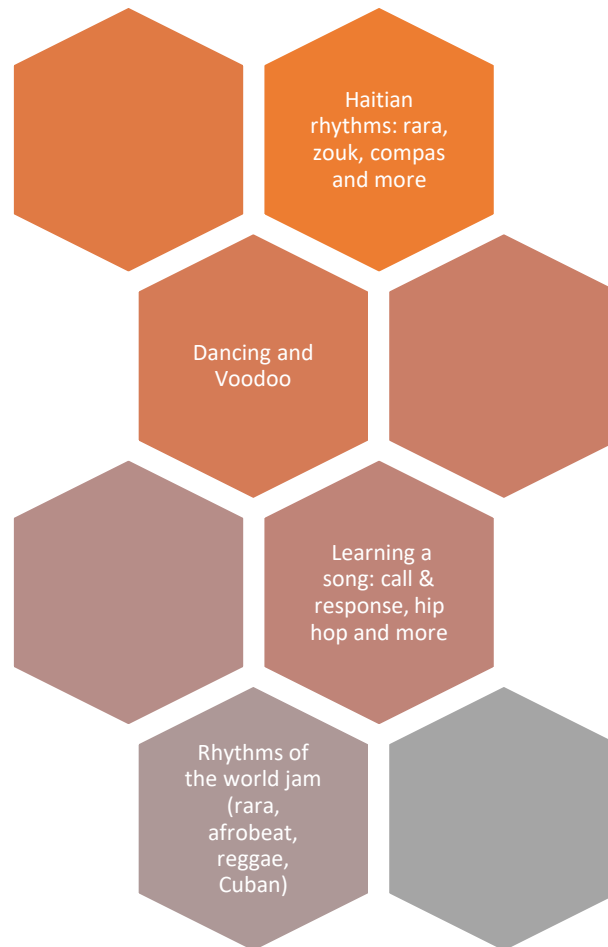 Haitian
rhythms: rara,
zouk, compas
and more
Dancing and
Voodoo
Learning a
song: call &
response, hip
hop and more
Rhythms of
the world jam
(rara,
afrobeat,
reggae,
Cuban)